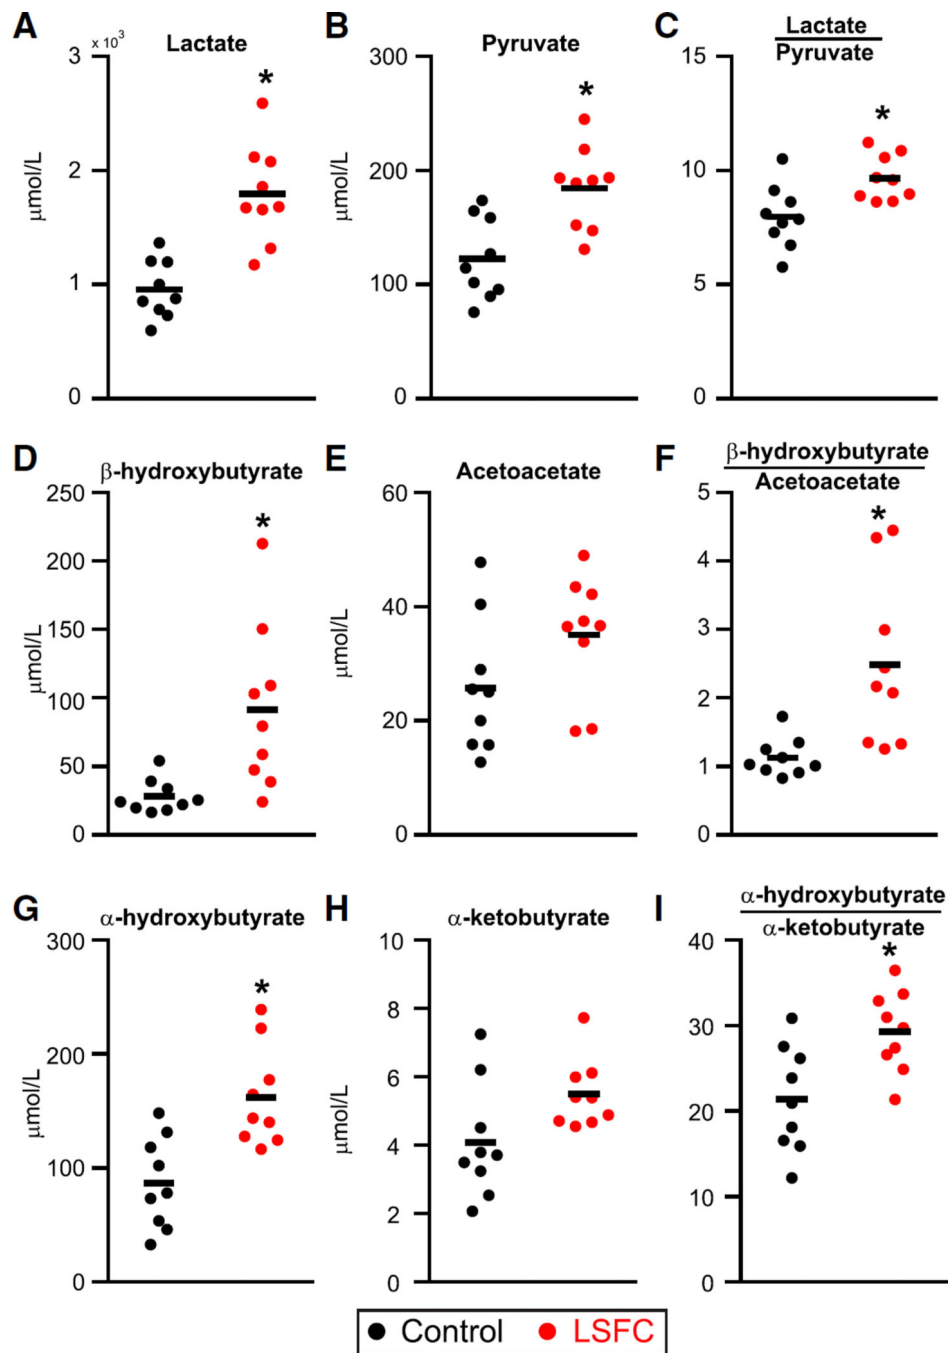 A
Lactate
x 10³
3
2
1
0
µmol/L
*
B
Pyruvate
300
200
100
0
µmol/L
*
C
Lactate
Pyruvate
15
10
5
0
*
D
β-hydroxybutyrate
250
200
150
100
50
0
µmol/L
*
E
Acetoacetate
60
40
20
0
µmol/L
F
β-hydroxybutyrate
Acetoacetate
5
4
3
2
1
0
*
G
α-hydroxybutyrate
300
200
100
0
µmol/L
*
H
α-ketobutyrate
10
8
6
4
2
0
µmol/L
I
α-hydroxybutyrate
α-ketobutyrate
40
30
20
10
0
*
Control LSFC